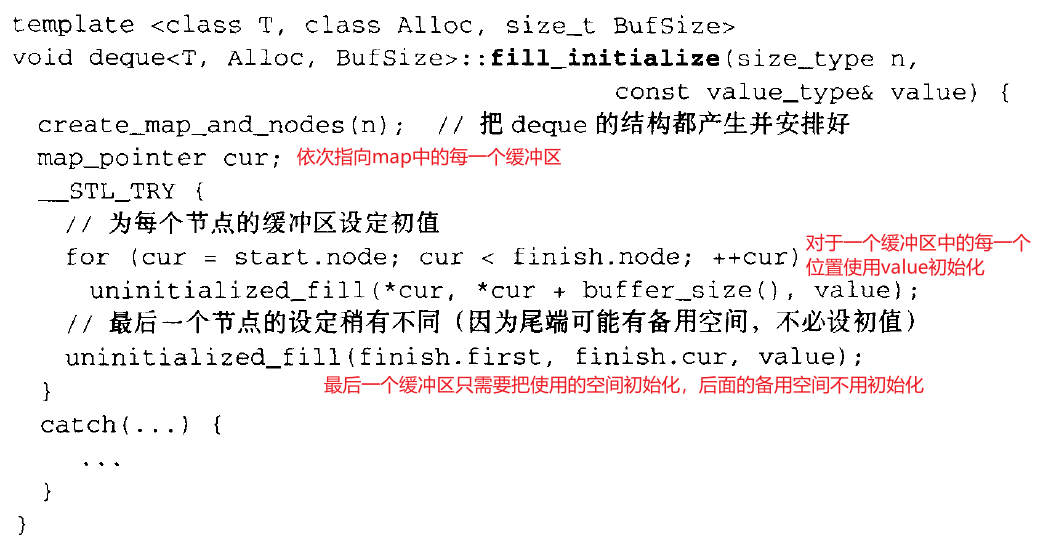 template <class T, class Alloc, size_t BufSize>
void deque<T, Alloc, BufSize>::fill_initialize(size_type n,
const value_type& value) {
create_map_and_nodes(n); // 把 deque 的结构都产生并安排好
map_pointer cur; 依次指向map中的每一个缓冲区
__STL_TRY {
// 为每个节点的缓冲区设定初值
for (cur = start.node; cur < finish.node; ++cur) 对于一个缓冲区中的每一个
位置使用value初始化
uninitialized_fill(*cur, *cur + buffer_size(), value);
// 最后一个节点的设定稍有不同（因为尾端可能有备用空间，不必设初值）
uninitialized_fill(finish.first, finish.cur, value);
最后一个缓冲区只需要把使用的空间初始化，后面的备用空间不用初始化
}
catch(...) {
...
}
}